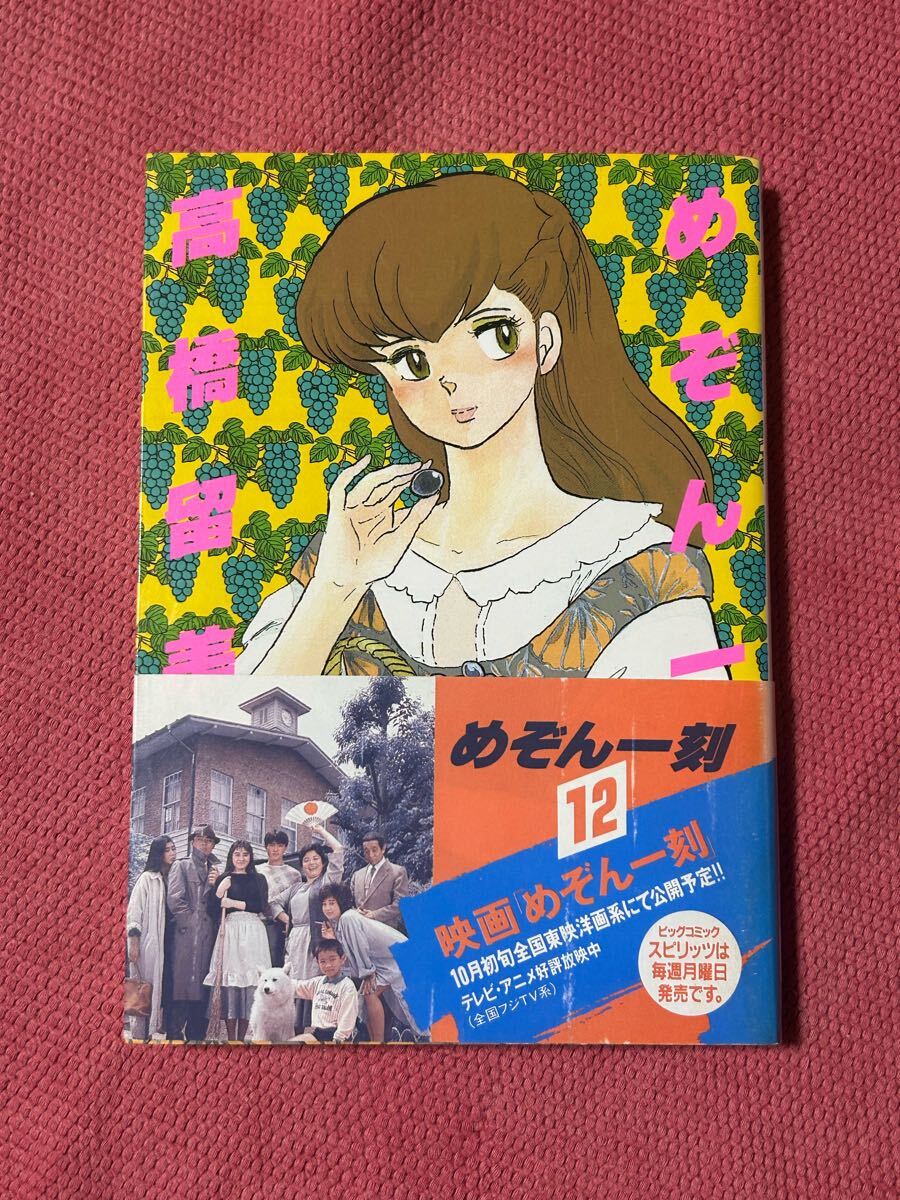 めぞん一
高橋留美
めぞん一刻
12
映画「めぞん一刻」
10月初旬全国東映洋画系にて公開予定!!
テレビ・アニメ好評放映中
(全国フジTV系)
ビッグコミック
スピリッツは
毎週月曜日
発売です。